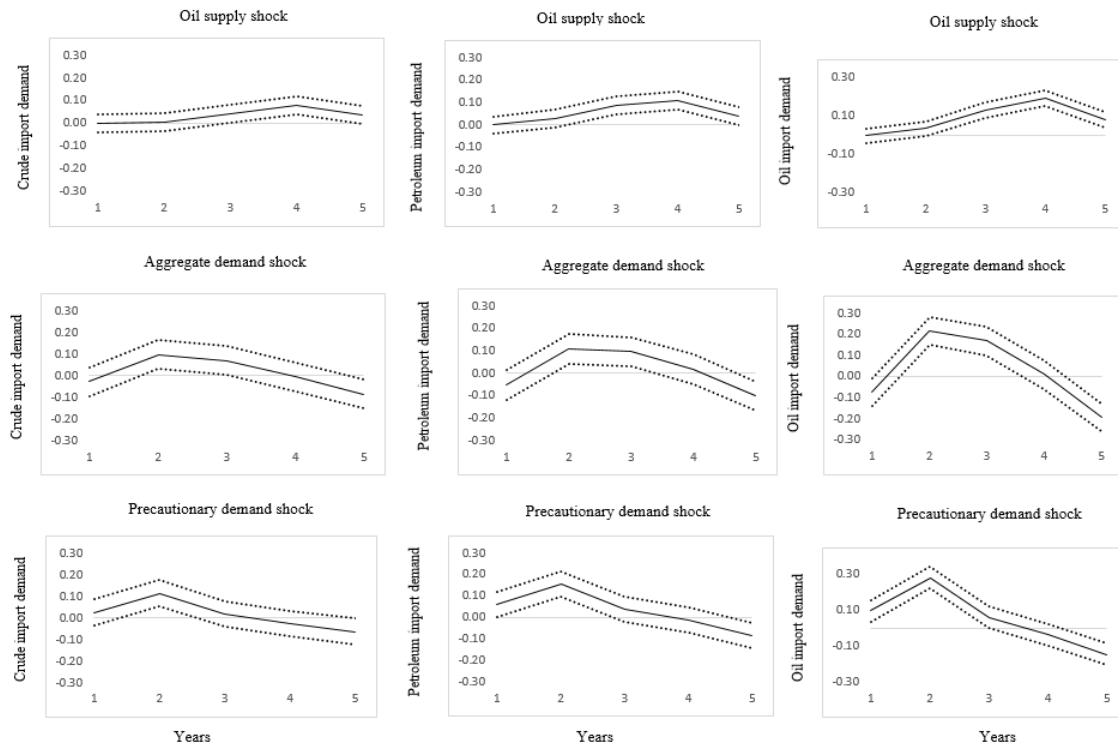 Oil supply shock
Crude import demand
0.30
0.20
0.10
0.00
-0.10
-0.20
-0.30
1 2 3 4 5
Oil supply shock
Petroleum import demand
0.30
0.20
0.10
0.00
-0.10
-0.20
-0.30
1 2 3 4 5
Oil supply shock
Oil import demand
0.30
0.10
-0.10
-0.30
1 2 3 4 5
Aggregate demand shock
Crude import demand
0.30
0.20
0.10
0.00
-0.10
-0.20
-0.30
1 2 3 4 5
Aggregate demand shock
Petroleum import demand
0.30
0.20
0.10
0.00
-0.10
-0.20
-0.30
1 2 3 4 5
Aggregate demand shock
Oil import demand
0.30
0.20
0.10
0.00
-0.10
-0.20
-0.30
1 2 3 4 5
Precautionary demand shock
Crude import demand
0.30
0.20
0.10
0.00
-0.10
-0.20
-0.30
1 2 3 4 5
Years
Precautionary demand shock
Petroleum import demand
0.30
0.20
0.10
0.00
-0.10
-0.20
-0.30
1 2 3 4 5
Years
Precautionary demand shock
Oil import demand
0.30
0.10
-0.10
-0.30
1 2 3 4 5
Years